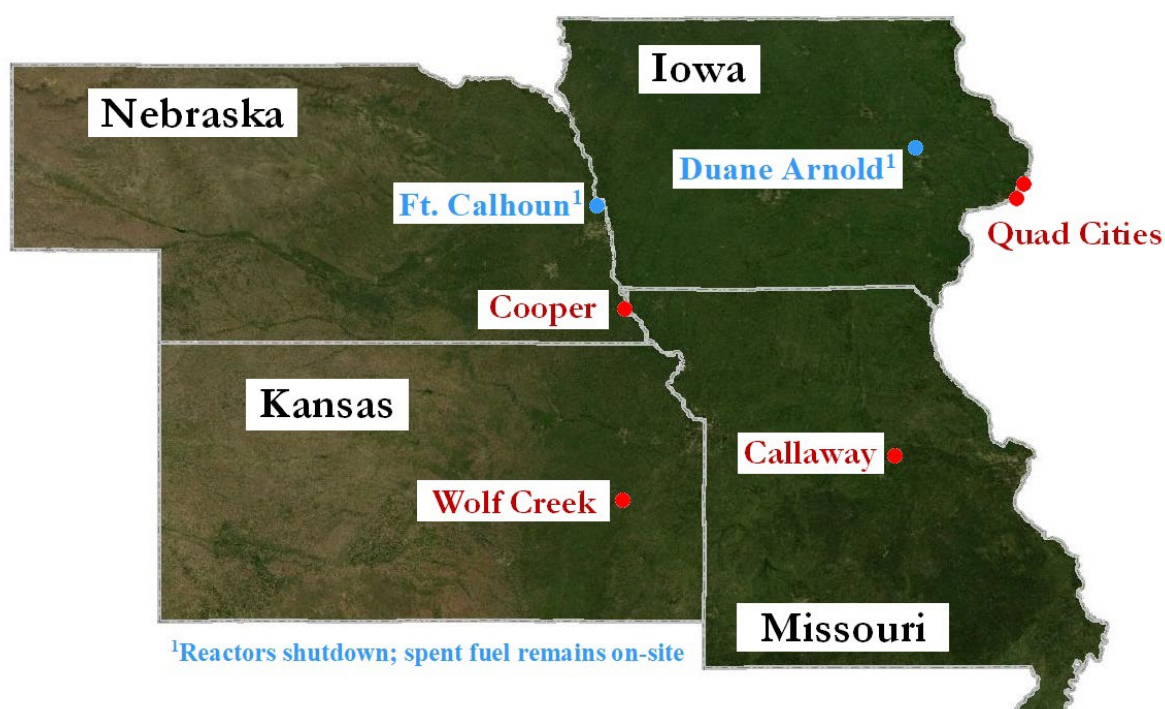 Iowa
Nebraska
Duane Arnold¹
Ft. Calhoun¹
Quad Cities
Cooper
Kansas
Callaway
Wolf Creek
Missouri
¹Reactors shutdown; spent fuel remains on-site